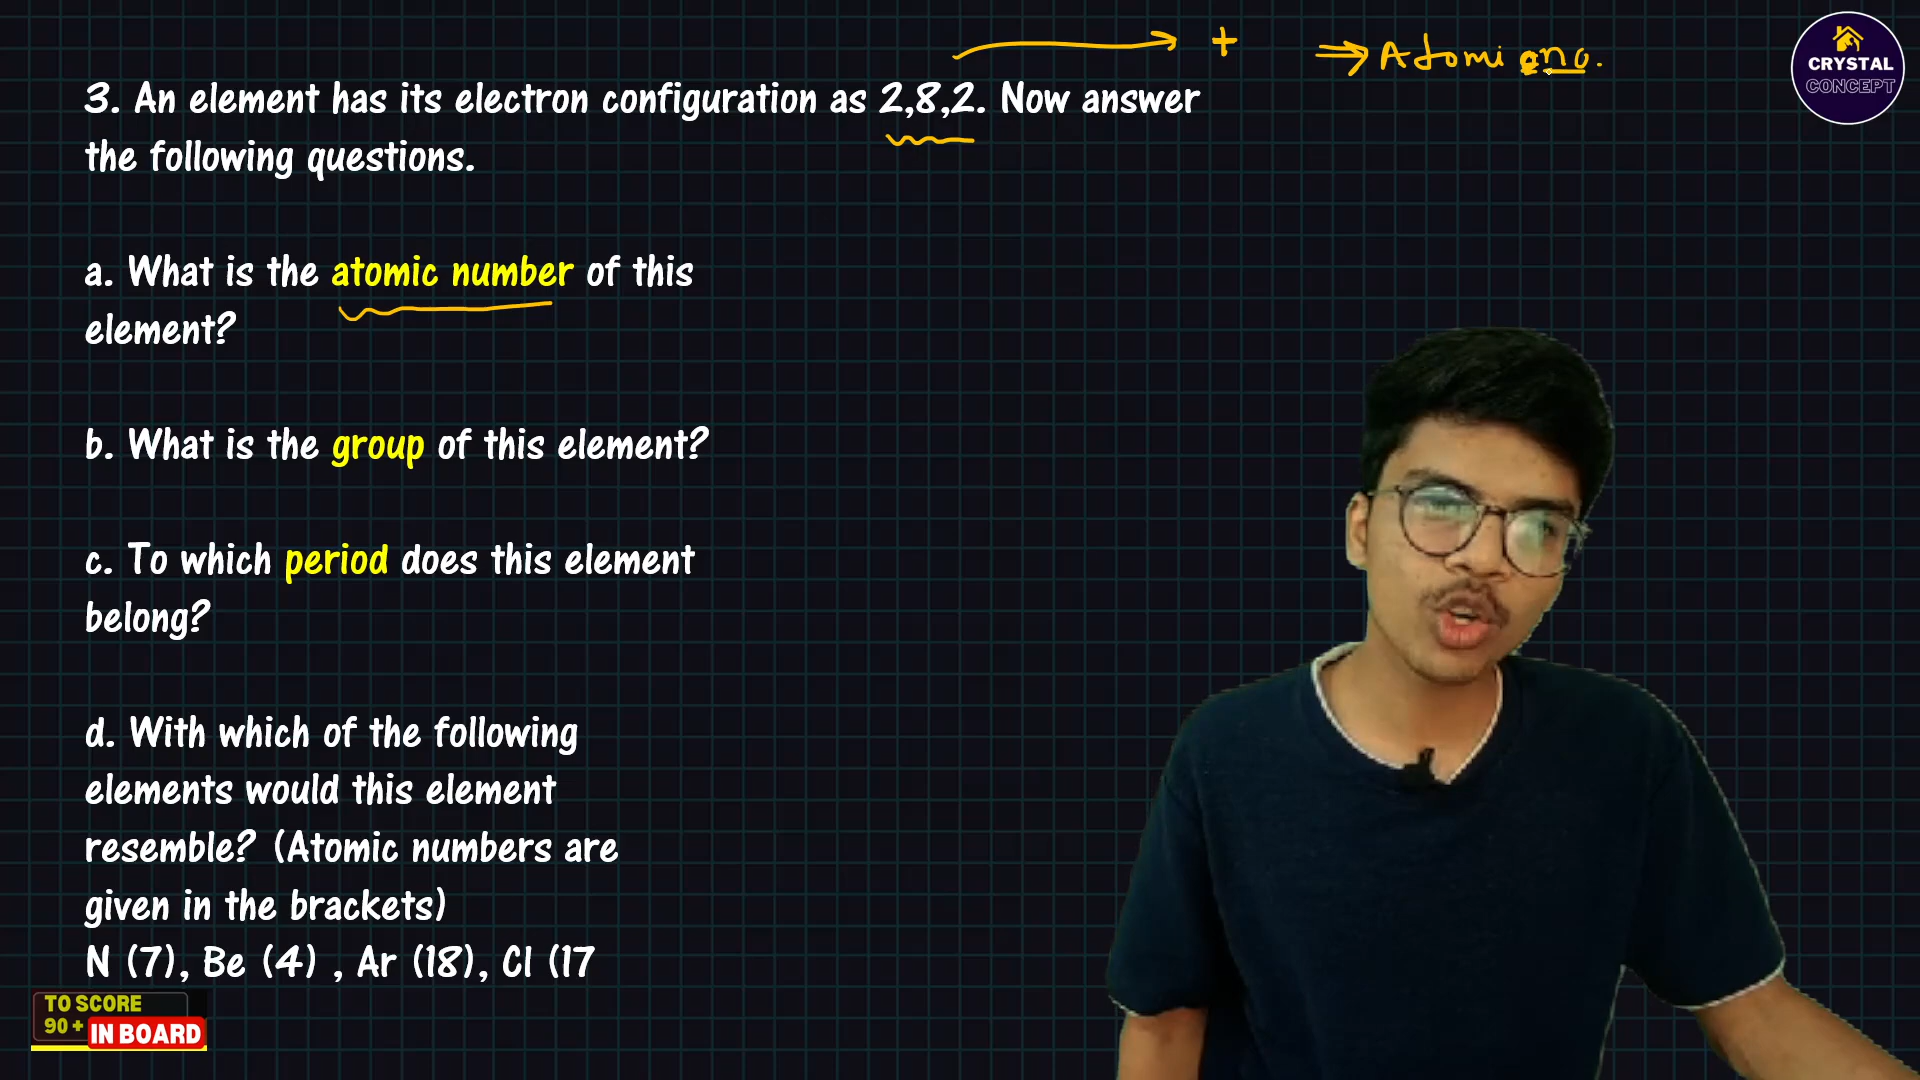 + ⇒ Atomic no.
CRYSTAL
CONCEPT
3. An element has its electron configuration as 2,8,2. Now answer
the following questions.
a. What is the atomic number of this
element?
b. What is the group of this element?
c. To which period does this element
belong?
d. With which of the following
elements would this element
resemble? (Atomic numbers are
given in the brackets)
N (7), Be (4) , Ar (18), Cl (17
TO SCORE
90 + IN BOARD